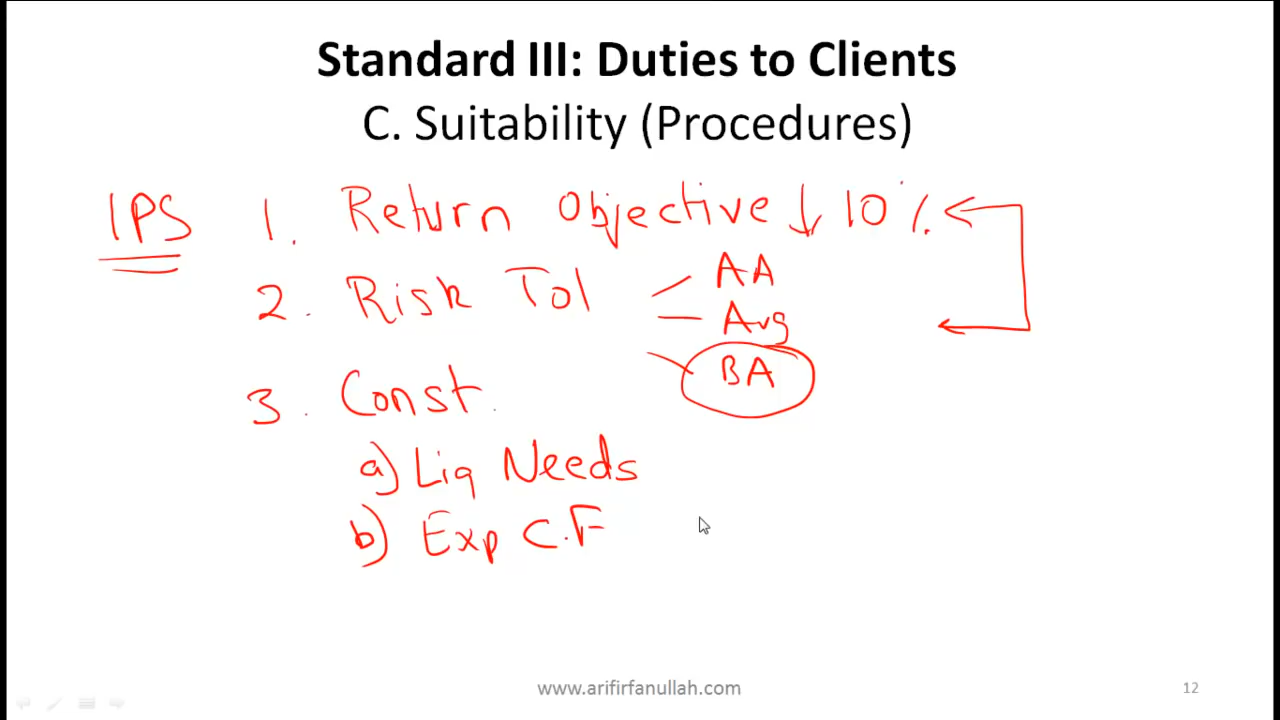 Standard III: Duties to Clients
C. Suitability (Procedures)
IPS 1. Return Objective ↓ 10%
2. Risk Tol
AA
Avg
BA
3. Const.
a) Liq Needs
b) Exp C.F
www.arifirfanullah.com
12